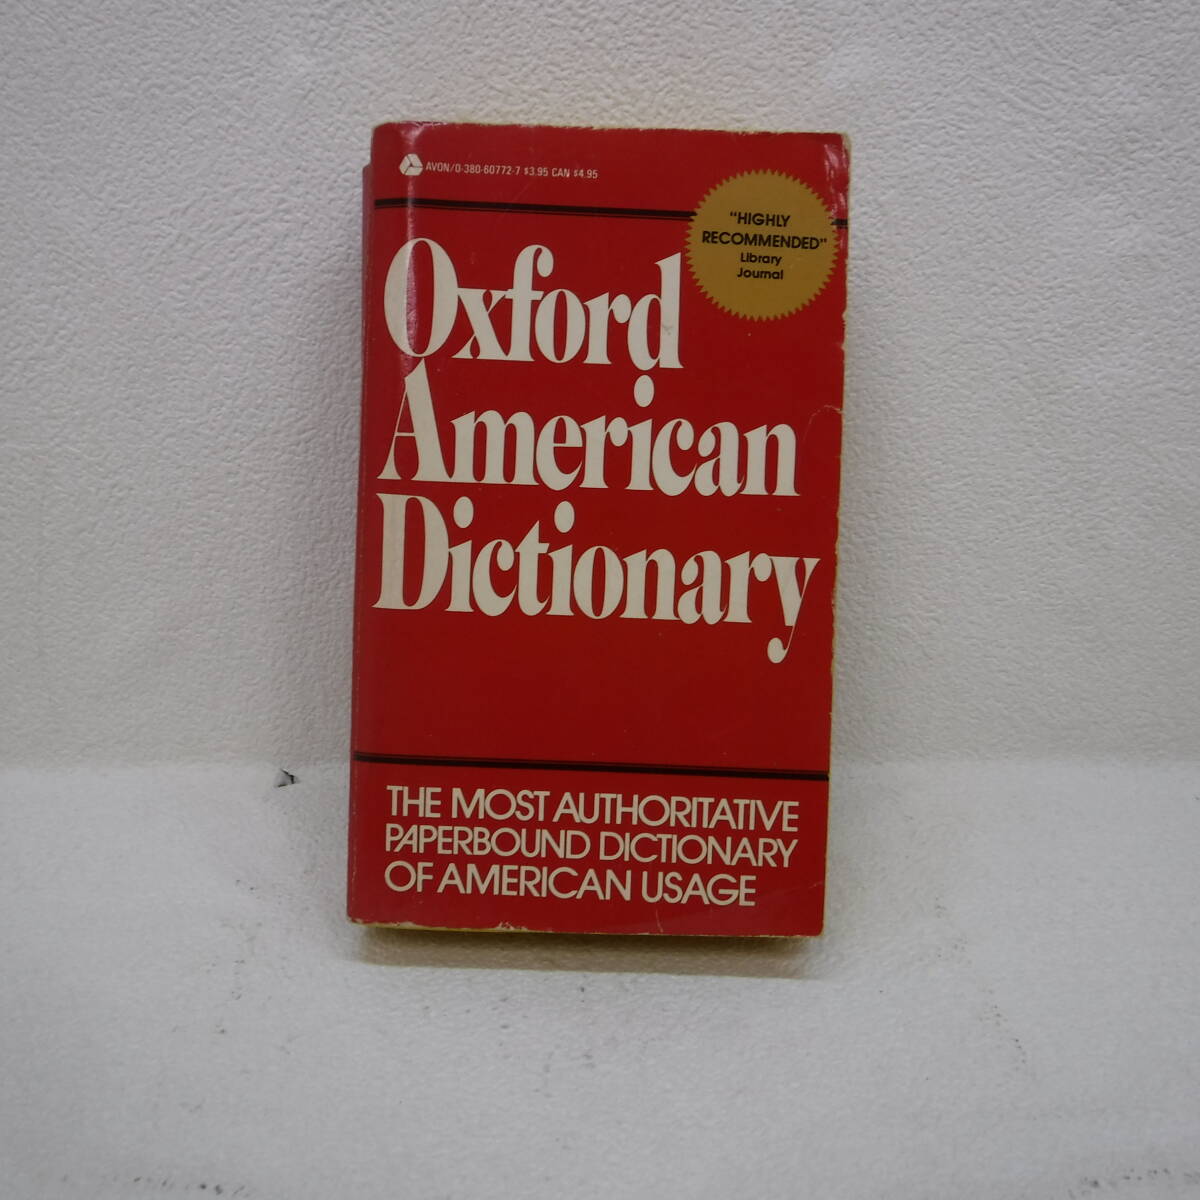 AVON/0-380-60772-7 $3.95 CAN $4.95
"HIGHLY
RECOMMENDED"
Library
Journal
Oxford
American
Dictionary
THE MOST AUTHORITATIVE
PAPERBOUND DICTIONARY
OF AMERICAN USAGE